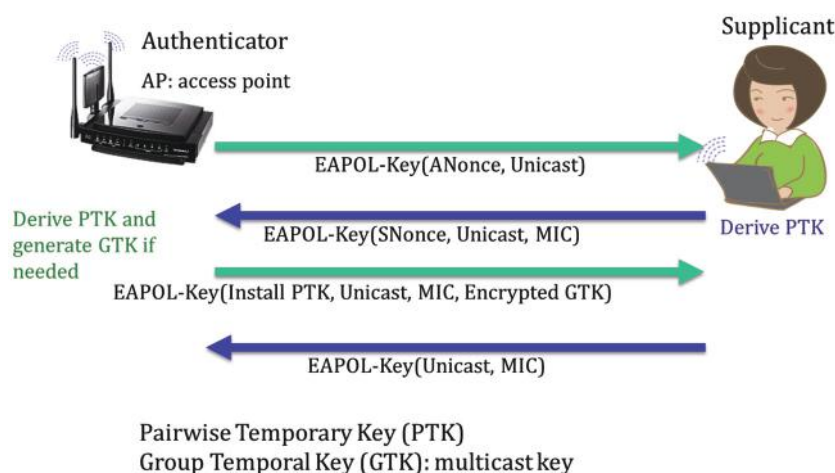 Supplicant
Authenticator
AP: access point
EAPOL-Key(ANonce, Unicast)
Derive PTK and
generate GTK if
needed
EAPOL-Key(SNonce, Unicast, MIC)
Derive PTK
EAPOL-Key(Install PTK, Unicast, MIC, Encrypted GTK)
EAPOL-Key(Unicast, MIC)
Pairwise Temporary Key (PTK)
Group Temporal Key (GTK): multicast key